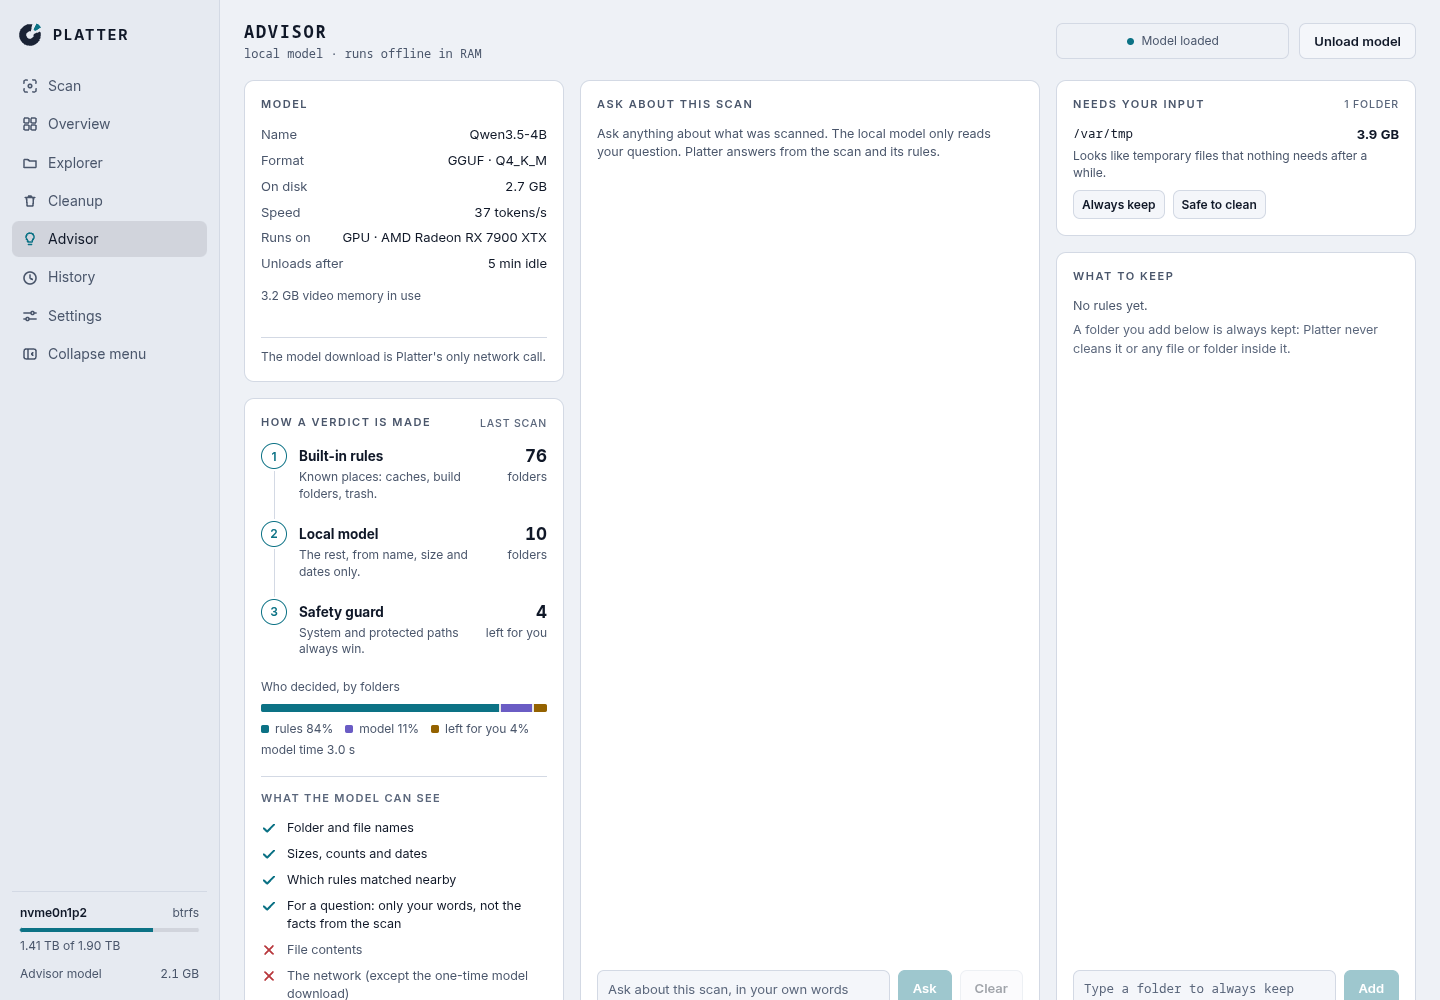 PLATTER
Scan
Overview
Explorer
Cleanup
Advisor
History
Settings
Collapse menu
nvme0n1p2 btrfs
1.41 TB of 1.90 TB
Advisor model 2.1 GB
ADVISOR
local model · runs offline in RAM
Model loaded
Unload model
MODEL
Name Qwen3.5-4B
Format GGUF · Q4_K_M
On disk 2.7 GB
Speed 37 tokens/s
Runs on GPU · AMD Radeon RX 7900 XTX
Unloads after 5 min idle
3.2 GB video memory in use
The model download is Platter's only network call.
HOW A VERDICT IS MADE LAST SCAN
1 Built-in rules 76
Known places: caches, build folders
folders, trash.
2 Local model 10
The rest, from name, size and folders
dates only.
3 Safety guard 4
System and protected paths left for you
always win.
Who decided, by folders
rules 84% model 11% left for you 4%
model time 3.0 s
WHAT THE MODEL CAN SEE
Folder and file names
Sizes, counts and dates
Which rules matched nearby
For a question: only your words, not the
facts from the scan
File contents
The network (except the one-time model
download)
ASK ABOUT THIS SCAN
Ask anything about what was scanned. The local model only reads
your question. Platter answers from the scan and its rules.
Ask about this scan, in your own words
Ask
Clear
NEEDS YOUR INPUT 1 FOLDER
/var/tmp 3.9 GB
Looks like temporary files that nothing needs after a
while.
Always keep
Safe to clean
WHAT TO KEEP
No rules yet.
A folder you add below is always kept: Platter never
cleans it or any file or folder inside it.
Type a folder to always keep
Add